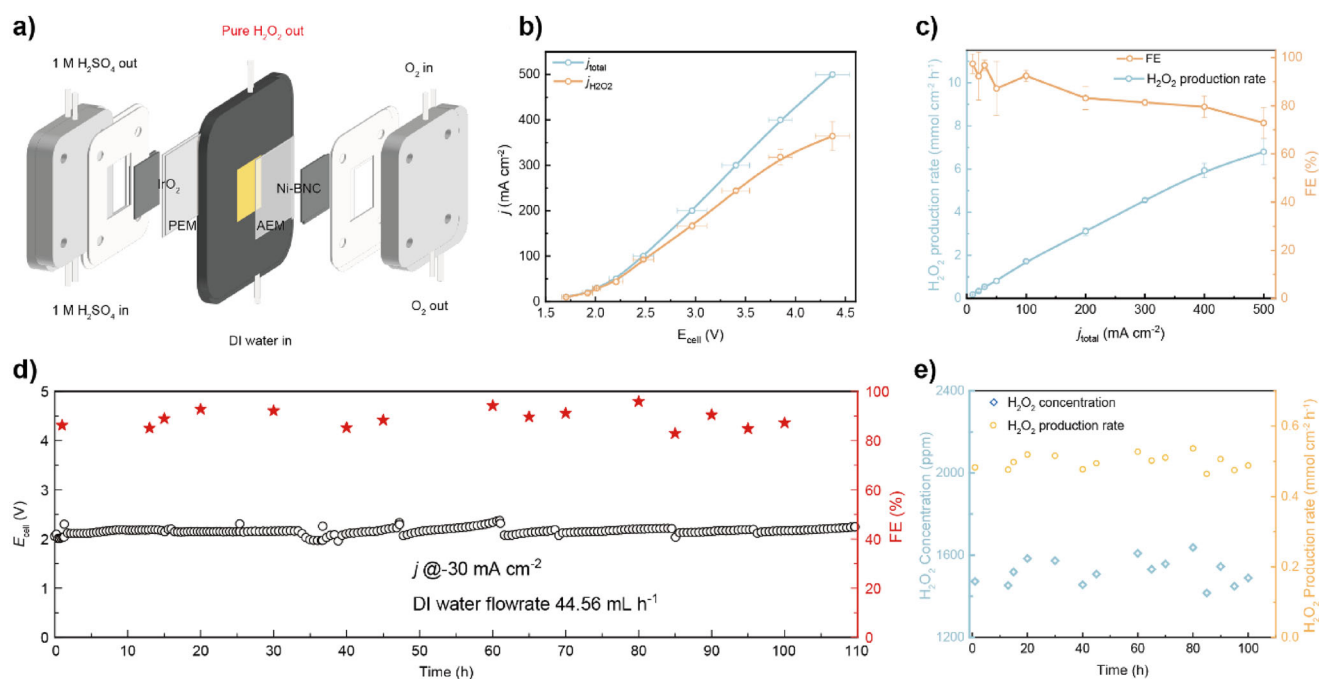 a)
Pure H₂O₂ out
1 M H₂SO₄ out
O₂ in
IrO₂
PEM
AEM
Ni-BNC
1 M H₂SO₄ in
O₂ out
DI water in
b)
j_total
j_H2O2
500
400
300
200
100
0
j (mA cm⁻²)
1.5 2.0 2.5 3.0 3.5 4.0 4.5
E_cell (V)
c)
FE
H₂O₂ production rate
10
8
6
4
2
0
H₂O₂ production rate (mmol cm⁻² h⁻¹)
100
80
60
40
20
0
FE (%)
0 100 200 300 400 500
j_total (mA cm⁻²)
d)
5
4
3
2
1
0
E_cell (V)
100
80
60
40
20
0
FE (%)
j @-30 mA cm⁻²
DI water flowrate 44.56 mL h⁻¹
0 10 20 30 40 50 60 70 80 90 100 110
Time (h)
e)
H₂O₂ concentration
H₂O₂ production rate
2400
2000
1600
1200
H₂O₂ Concentration (ppm)
0.6
0.4
0.2
0.0
H₂O₂ Production rate (mmol cm⁻² h⁻¹)
0 20 40 60 80 100
Time (h)